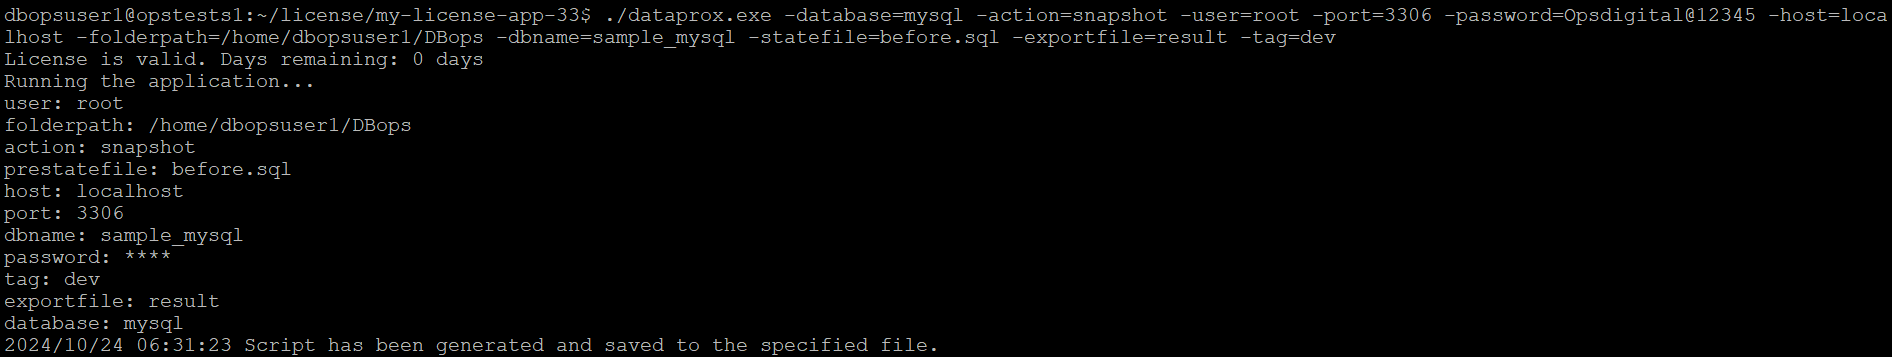 dbopsuser1@opstests1:~/license/my-license-app-33$ ./dataprox.exe -database=mysql -action=snapshot -user=root -port=3306 -password=Opsdigital@12345 -host=loca
lhost -folderpath=/home/dbopsuser1/DBops -dbname=sample_mysql -statefile=before.sql -exportfile=result -tag=dev
License is valid. Days remaining: 0 days
Running the application...
user: root
folderpath: /home/dbopsuser1/DBops
action: snapshot
prestatefile: before.sql
host: localhost
port: 3306
dbname: sample_mysql
password: ****
tag: dev
exportfile: result
database: mysql
2024/10/24 06:31:23 Script has been generated and saved to the specified file.